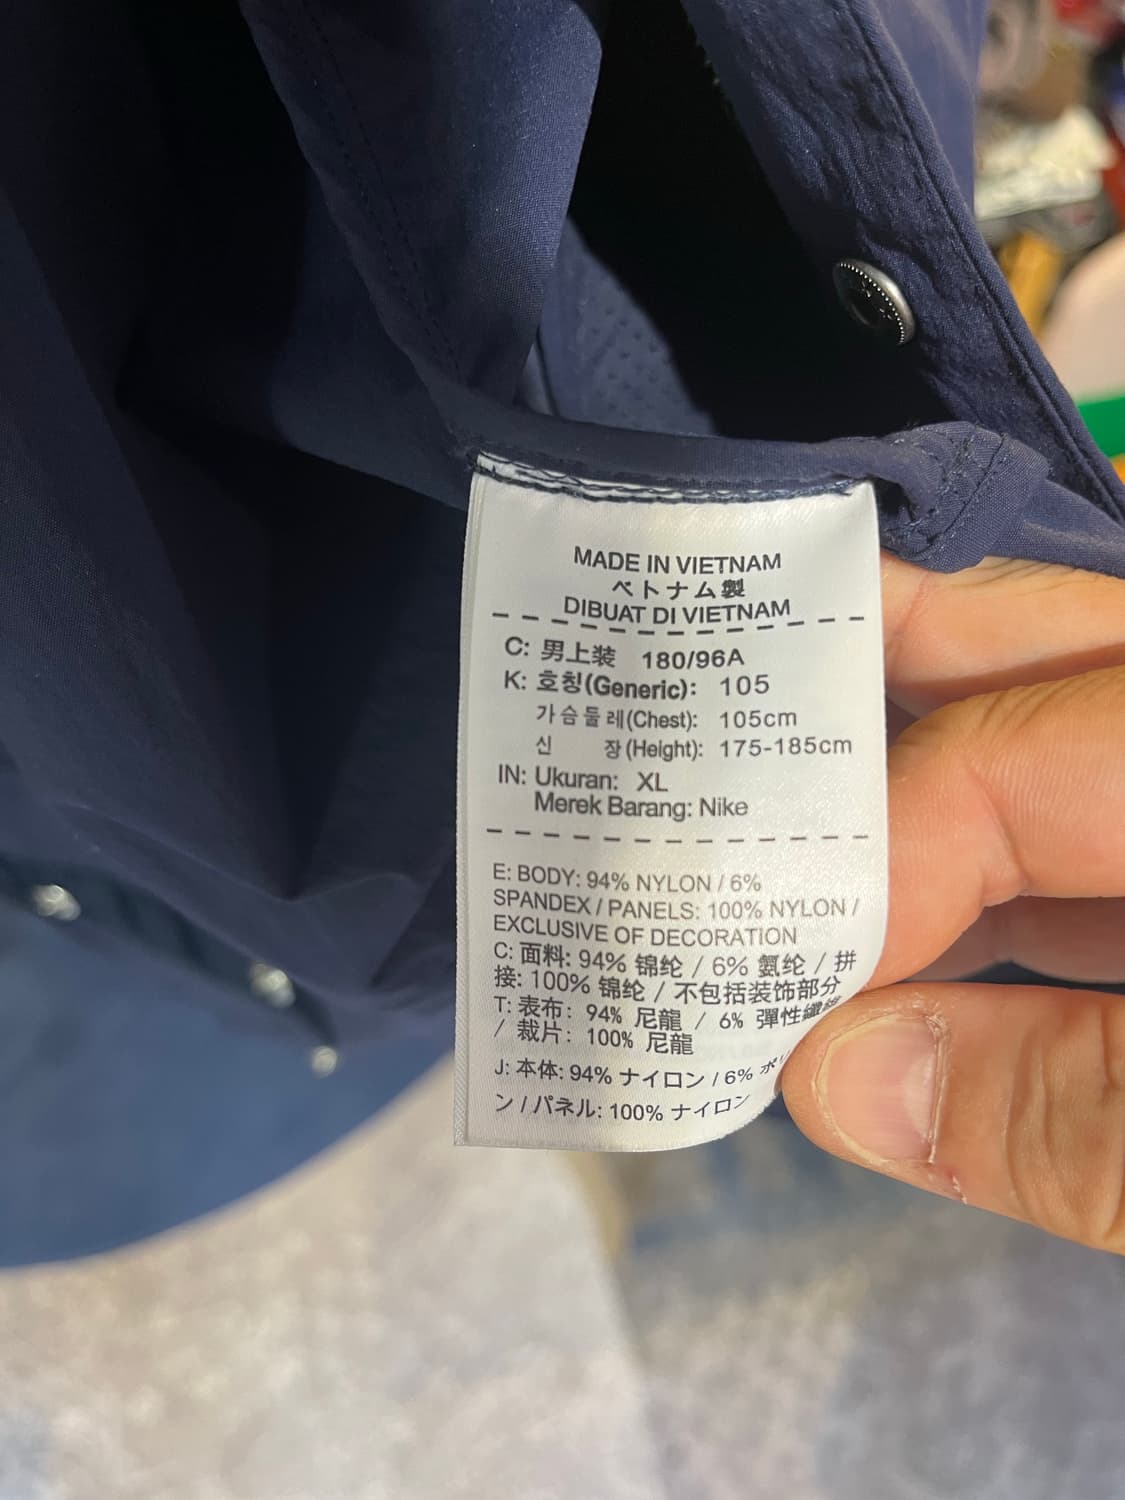 MADE IN VIETNAM
ベトナム製
DIBUAT DI VIETNAM
C: 男上装 180/96A
K: 호칭(Generic): 105
가슴둘레(Chest): 105cm
신 장(Height): 175-185cm
IN: Ukuran: XL
Merek Barang: Nike
E: BODY: 94% NYLON / 6%
SPANDEX / PANELS: 100% NYLON /
EXCLUSIVE OF DECORATION
C: 面料: 94% 锦纶 / 6% 氨纶 / 拼
接: 100% 锦纶 / 不包括装饰部分
T: 表布: 94% 尼龍 / 6% 彈性纖維
/ 裁片: 100% 尼龍
J: 本体: 94% ナイロン / 6%
ン / パネル: 100% ナイロン